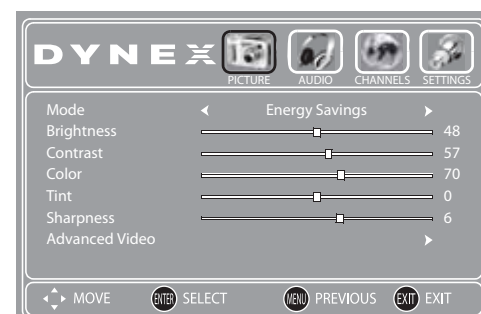 DYNEX
PICTURE AUDIO CHANNELS SETTINGS
Mode Energy Savings
Brightness 48
Contrast 57
Color 70
Tint 0
Sharpness 6
Advanced Video
MOVE ENTER SELECT MENU PREVIOUS EXIT EXIT